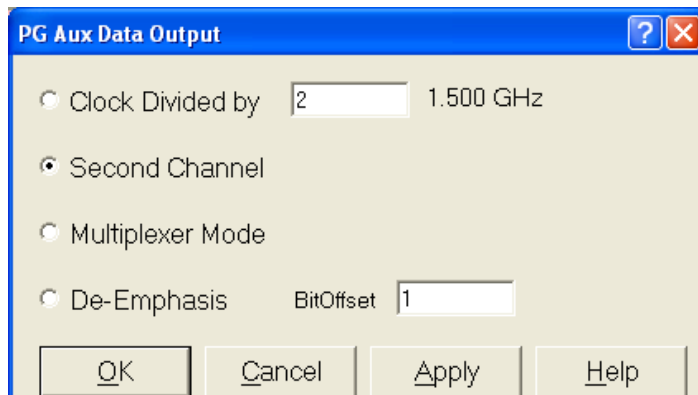 PG Aux Data Output
Clock Divided by 2 1.500 GHz
Second Channel
Multiplexer Mode
De-Emphasis BitOffset 1
OK Cancel Apply Help